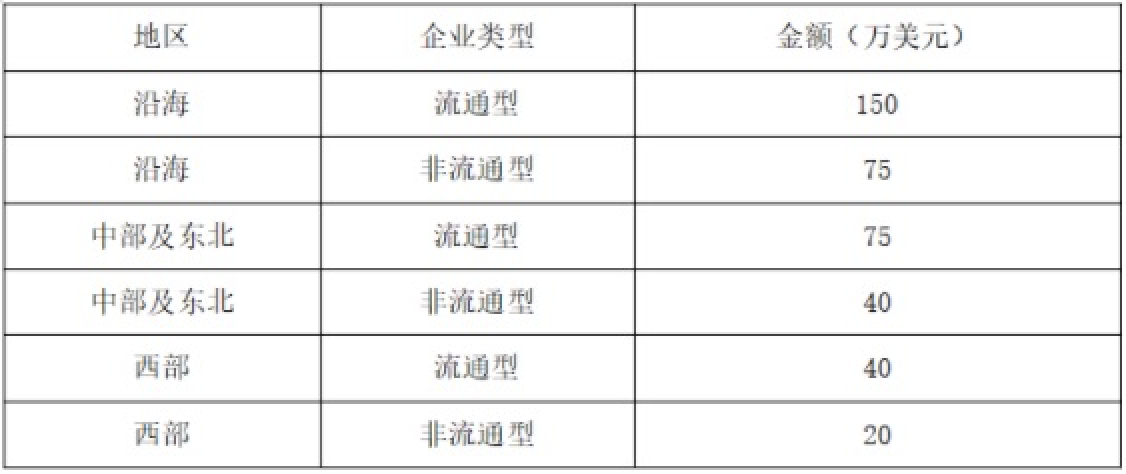 地区 企业类型 金额（万美元）
沿海 流通型 150
沿海 非流通型 75
中部及东北 流通型 75
中部及东北 非流通型 40
西部 流通型 40
西部 非流通型 20